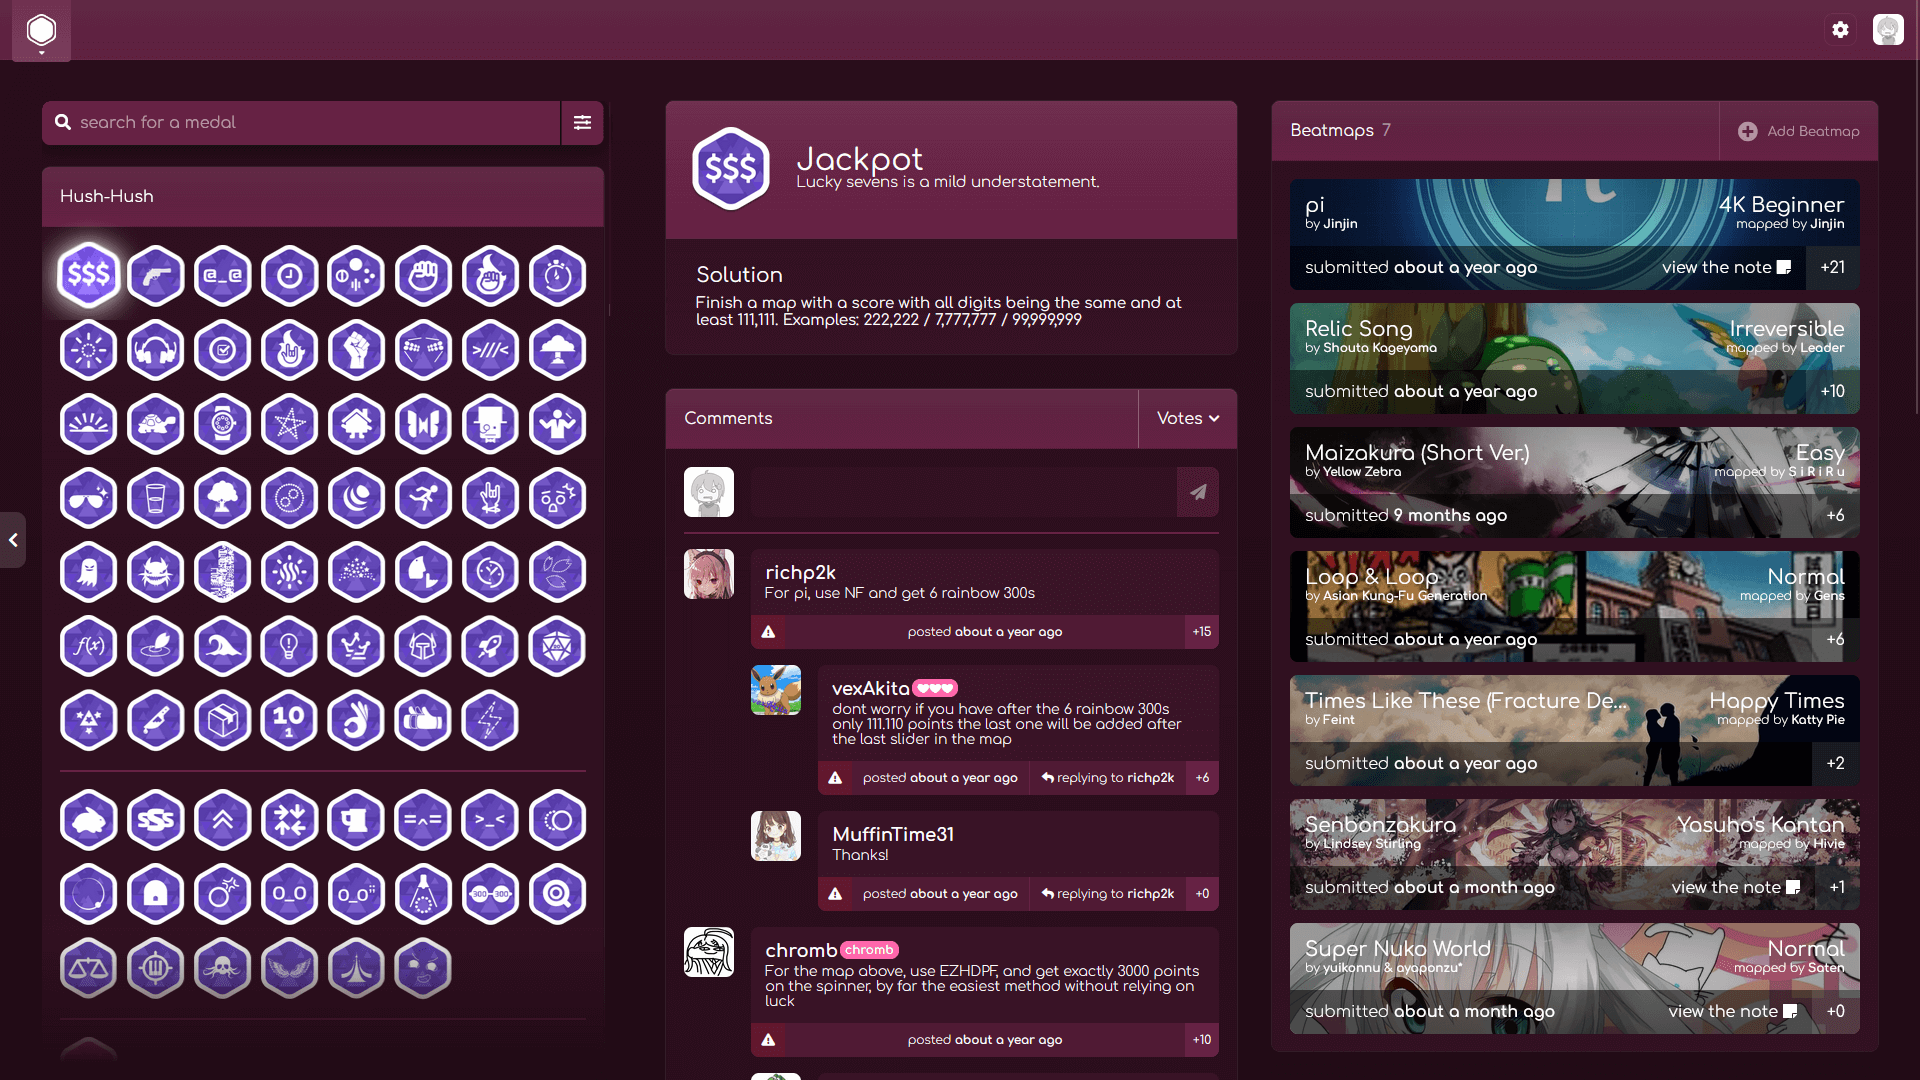 search for a medal
Hush-Hush
$$$
@_@
>///<
f(x)
20
10
1
SSS
=^=
>_<
O_O
O_O
300 300
$$$
Jackpot
Lucky sevens is a mild understatement.
Solution
Finish a map with a score with all digits being the same and at
least 111,111. Examples: 222,222 / 7,777,777 / 99,999,999
Comments
Votes
richp2k
For pi, use NF and get 6 rainbow 300s
posted about a year ago
+15
vexAkita
dont worry if you have after the 6 rainbow 300s
only 111.110 points the last one will be added after
the last slider in the map
posted about a year ago
replying to richp2k
+6
MuffinTime31
Thanks!
posted about a year ago
replying to richp2k
+0
chromb chromb
For the map above, use EZHDPF, and get exactly 3000 points
on the spinner, by far the easiest method without relying on
luck
posted about a year ago
+10
Beatmaps 7
Add Beatmap
π
pi
by Jinjin
4K Beginner
mapped by Jinjin
submitted about a year ago
view the note
+21
Relic Song
by Shouta Kageyama
Irreversible
mapped by Leader
submitted about a year ago
+10
Maizakura (Short Ver.)
by Yellow Zebra
Easy
mapped by S i R i R u
submitted 9 months ago
+6
Loop & Loop
by Asian Kung-Fu Generation
Normal
mapped by Gens
submitted about a year ago
+6
Times Like These (Fracture De...
by Feint
Happy Times
mapped by Katty Pie
submitted about a year ago
+2
Senbonzakura
by Lindsey Stirling
Yasuho's Kantan
mapped by Hivie
submitted about a month ago
view the note
+1
Super Nuko World
by yuikonnu & ayaponzu*
Normal
mapped by Saten
submitted about a month ago
view the note
+0